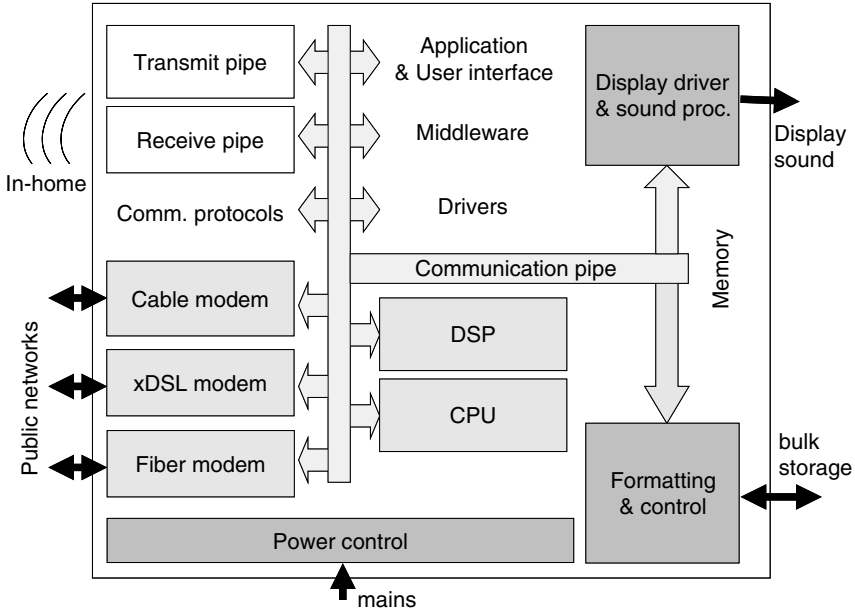 Transmit pipe
Application
& User interface
Display driver
& sound proc.
Receive pipe
Middleware
Display
sound
In-home
Comm. protocols
Drivers
Memory
Communication pipe
Public networks
Cable modem
DSP
xDSL modem
CPU
Fiber modem
Formatting
& control
bulk
storage
Power control
mains